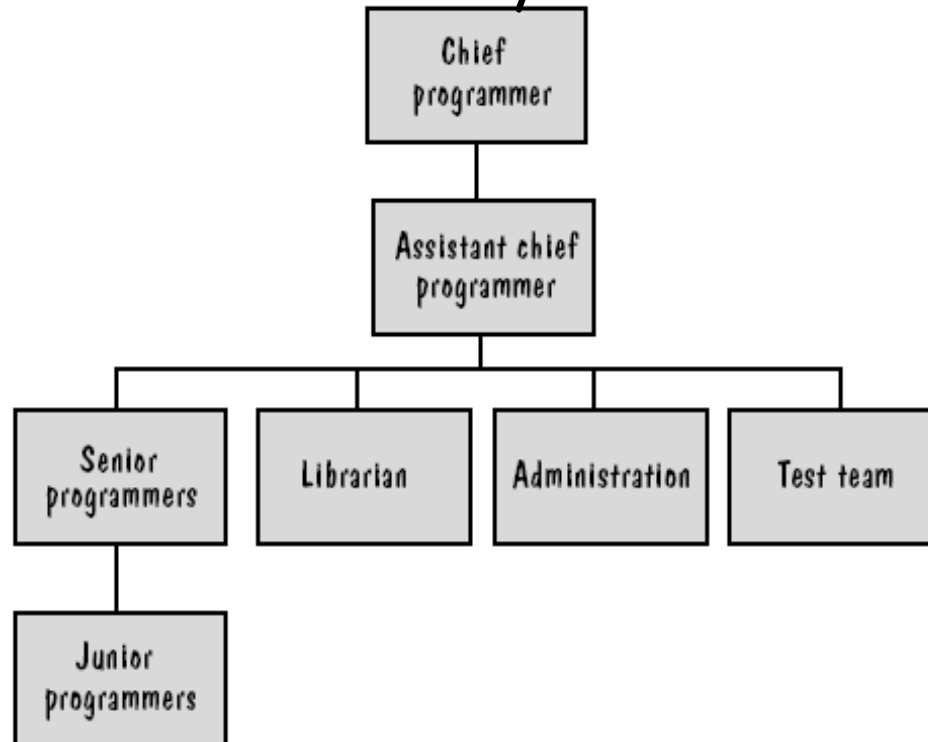 Chief
programmer
Assistant chief
programmer
Senior
programmers
Librarian
Administration
Test team
Junior
programmers